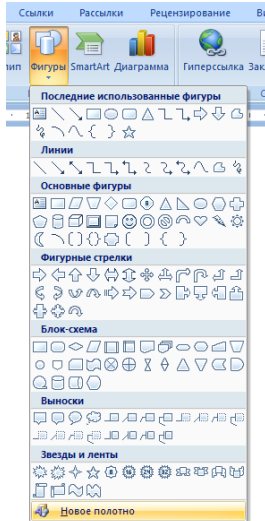 Ссылки Рассылки Рецензирование
Фигуры SmartArt Диаграмма Гиперссылка
Последние использованные фигуры
Линии
Основные фигуры
Фигурные стрелки
Блок-схема
Выноски
Звезды и ленты
Новое полотно